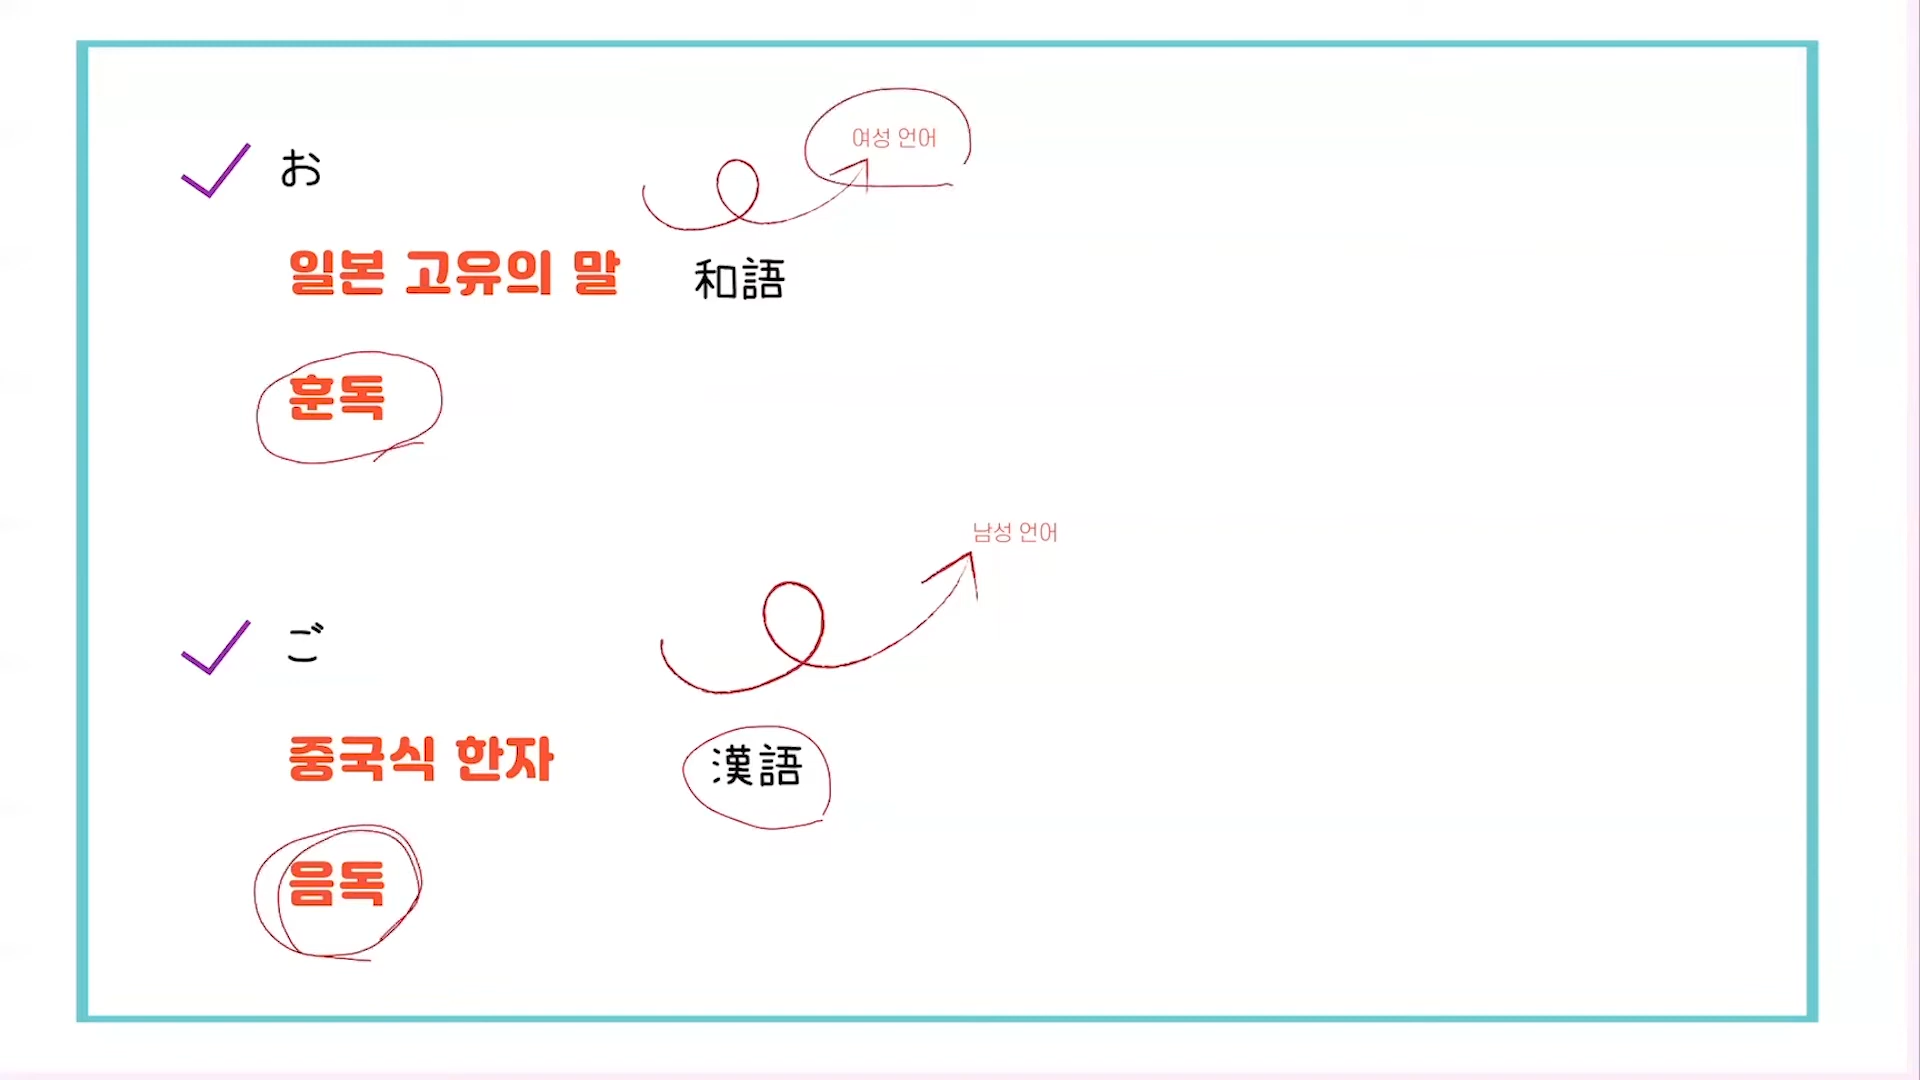 여성 언어
お
일본 고유의 말 和語
훈독
남성 언어
ご
중국식 한자 漢語
음독